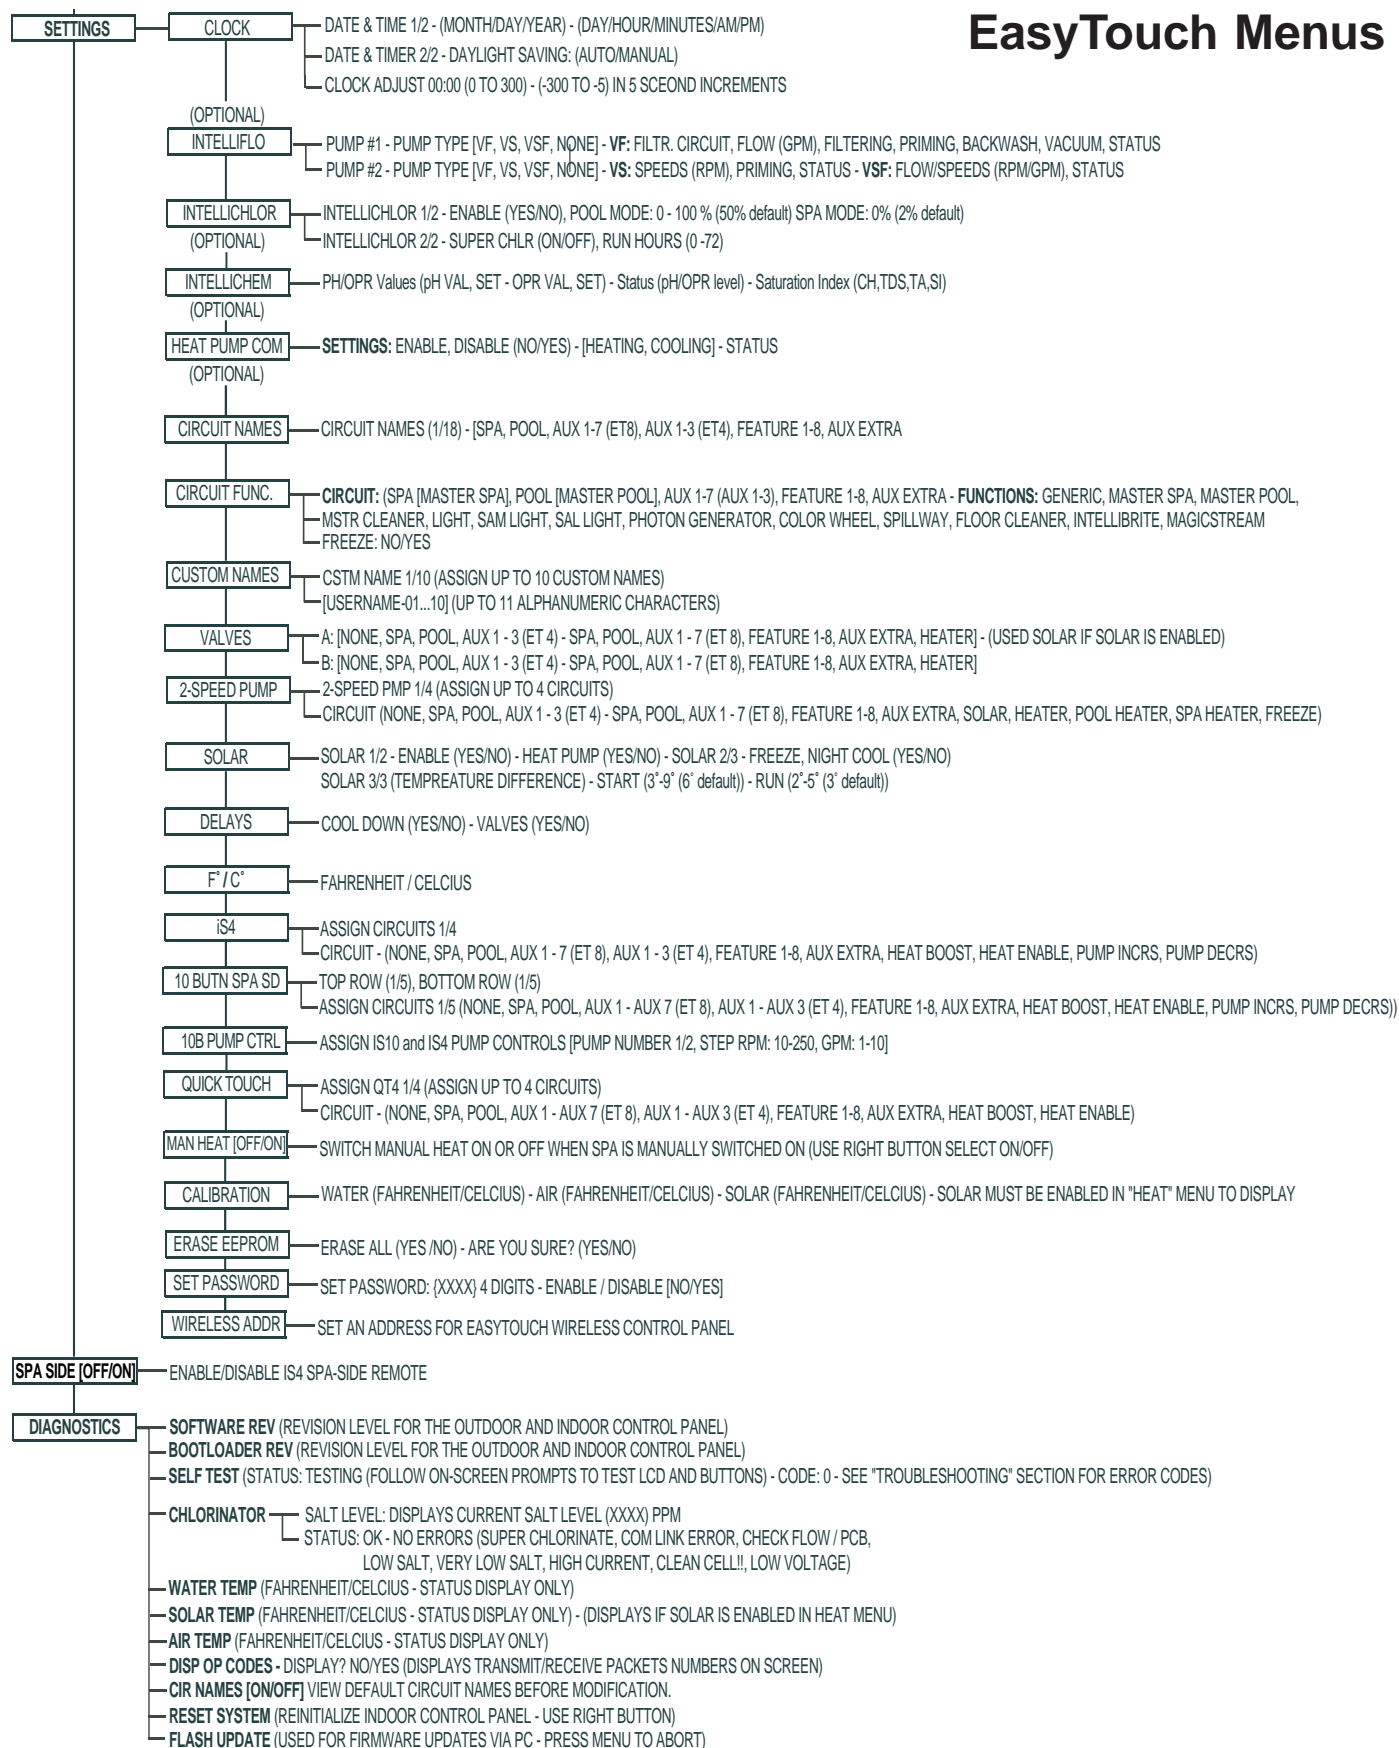 EasyTouch Menus
SETTINGS
CLOCK
DATE & TIME 1/2 - (MONTH/DAY/YEAR) - (DAY/HOUR/MINUTES/AM/PM)
DATE & TIMER 2/2 - DAYLIGHT SAVING: (AUTO/MANUAL)
CLOCK ADJUST 00:00 (0 TO 300) - (-300 TO -5) IN 5 SCEOND INCREMENTS
(OPTIONAL)
INTELLIFLO
PUMP #1 - PUMP TYPE [VF, VS, VSF, NONE] - VF: FILTR. CIRCUIT, FLOW (GPM), FILTERING, PRIMING, BACKWASH, VACUUM, STATUS
PUMP #2 - PUMP TYPE [VF, VS, VSF, NONE] - VS: SPEEDS (RPM), PRIMING, STATUS - VSF: FLOW/SPEEDS (RPM/GPM), STATUS
INTELLICHLOR
INTELLICHLOR 1/2 - ENABLE (YES/NO), POOL MODE: 0 - 100 % (50% default) SPA MODE: 0% (2% default)
(OPTIONAL)
INTELLICHLOR 2/2 - SUPER CHLR (ON/OFF), RUN HOURS (0 -72)
INTELLICHEM
PH/OPR Values (pH VAL, SET - OPR VAL, SET) - Status (pH/OPR level) - Saturation Index (CH,TDS,TA,SI)
(OPTIONAL)
HEAT PUMP COM
SETTINGS: ENABLE, DISABLE (NO/YES) - [HEATING, COOLING] - STATUS
(OPTIONAL)
CIRCUIT NAMES
CIRCUIT NAMES (1/18) - [SPA, POOL, AUX 1-7 (ET8), AUX 1-3 (ET4), FEATURE 1-8, AUX EXTRA
CIRCUIT FUNC.
CIRCUIT: (SPA [MASTER SPA], POOL [MASTER POOL], AUX 1-7 (AUX 1-3), FEATURE 1-8, AUX EXTRA - FUNCTIONS: GENERIC, MASTER SPA, MASTER POOL,
MSTR CLEANER, LIGHT, SAM LIGHT, SAL LIGHT, PHOTON GENERATOR, COLOR WHEEL, SPILLWAY, FLOOR CLEANER, INTELLIBRITE, MAGICSTREAM
FREEZE: NO/YES
CUSTOM NAMES
CSTM NAME 1/10 (ASSIGN UP TO 10 CUSTOM NAMES)
[USERNAME-01...10] (UP TO 11 ALPHANUMERIC CHARACTERS)
VALVES
A: [NONE, SPA, POOL, AUX 1 - 3 (ET 4) - SPA, POOL, AUX 1 - 7 (ET 8), FEATURE 1-8, AUX EXTRA, HEATER] - (USED SOLAR IF SOLAR IS ENABLED)
B: [NONE, SPA, POOL, AUX 1 - 3 (ET 4) - SPA, POOL, AUX 1 - 7 (ET 8), FEATURE 1-8, AUX EXTRA, HEATER]
2-SPEED PUMP
2-SPEED PMP 1/4 (ASSIGN UP TO 4 CIRCUITS)
CIRCUIT (NONE, SPA, POOL, AUX 1 - 3 (ET 4) - SPA, POOL, AUX 1 - 7 (ET 8), FEATURE 1-8, AUX EXTRA, SOLAR, HEATER, POOL HEATER, SPA HEATER, FREEZE)
SOLAR
SOLAR 1/2 - ENABLE (YES/NO) - HEAT PUMP (YES/NO) - SOLAR 2/3 - FREEZE, NIGHT COOL (YES/NO)
SOLAR 3/3 (TEMPREATURE DIFFERENCE) - START (3˚-9˚ (6˚ default)) - RUN (2˚-5˚ (3˚ default))
DELAYS
COOL DOWN (YES/NO) - VALVES (YES/NO)
F˚ / C˚
FAHRENHEIT / CELCIUS
iS4
ASSIGN CIRCUITS 1/4
CIRCUIT - (NONE, SPA, POOL, AUX 1 - 7 (ET 8), AUX 1 - 3 (ET 4), FEATURE 1-8, AUX EXTRA, HEAT BOOST, HEAT ENABLE, PUMP INCRS, PUMP DECRS)
10 BUTN SPA SD
TOP ROW (1/5), BOTTOM ROW (1/5)
ASSIGN CIRCUITS 1/5 (NONE, SPA, POOL, AUX 1 - AUX 7 (ET 8), AUX 1 - AUX 3 (ET 4), FEATURE 1-8, AUX EXTRA, HEAT BOOST, HEAT ENABLE, PUMP INCRS, PUMP DECRS))
10B PUMP CTRL
ASSIGN IS10 and IS4 PUMP CONTROLS [PUMP NUMBER 1/2, STEP RPM: 10-250, GPM: 1-10]
QUICK TOUCH
ASSIGN QT4 1/4 (ASSIGN UP TO 4 CIRCUITS)
CIRCUIT - (NONE, SPA, POOL, AUX 1 - AUX 7 (ET 8), AUX 1 - AUX 3 (ET 4), FEATURE 1-8, AUX EXTRA, HEAT BOOST, HEAT ENABLE)
MAN HEAT [OFF/ON]
SWITCH MANUAL HEAT ON OR OFF WHEN SPA IS MANUALLY SWITCHED ON (USE RIGHT BUTTON SELECT ON/OFF)
CALIBRATION
WATER (FAHRENHEIT/CELCIUS) - AIR (FAHRENHEIT/CELCIUS) - SOLAR (FAHRENHEIT/CELCIUS) - SOLAR MUST BE ENABLED IN "HEAT" MENU TO DISPLAY
ERASE EEPROM
ERASE ALL (YES /NO) - ARE YOU SURE? (YES/NO)
SET PASSWORD
SET PASSWORD: {XXXX} 4 DIGITS - ENABLE / DISABLE [NO/YES]
WIRELESS ADDR
SET AN ADDRESS FOR EASYTOUCH WIRELESS CONTROL PANEL
SPA SIDE [OFF/ON]
ENABLE/DISABLE IS4 SPA-SIDE REMOTE
DIAGNOSTICS
SOFTWARE REV (REVISION LEVEL FOR THE OUTDOOR AND INDOOR CONTROL PANEL)
BOOTLOADER REV (REVISION LEVEL FOR THE OUTDOOR AND INDOOR CONTROL PANEL)
SELF TEST (STATUS: TESTING (FOLLOW ON-SCREEN PROMPTS TO TEST LCD AND BUTTONS) - CODE: 0 - SEE "TROUBLESHOOTING" SECTION FOR ERROR CODES)
CHLORINATOR
SALT LEVEL: DISPLAYS CURRENT SALT LEVEL (XXXX) PPM
STATUS: OK - NO ERRORS (SUPER CHLORINATE, COM LINK ERROR, CHECK FLOW / PCB,
LOW SALT, VERY LOW SALT, HIGH CURRENT, CLEAN CELL!!, LOW VOLTAGE)
WATER TEMP (FAHRENHEIT/CELCIUS - STATUS DISPLAY ONLY)
SOLAR TEMP (FAHRENHEIT/CELCIUS - STATUS DISPLAY ONLY) - (DISPLAYS IF SOLAR IS ENABLED IN HEAT MENU)
AIR TEMP (FAHRENHEIT/CELCIUS - STATUS DISPLAY ONLY)
DISP OP CODES - DISPLAY? NO/YES (DISPLAYS TRANSMIT/RECEIVE PACKETS NUMBERS ON SCREEN)
CIR NAMES [ON/OFF] VIEW DEFAULT CIRCUIT NAMES BEFORE MODIFICATION.
RESET SYSTEM (REINITIALIZE INDOOR CONTROL PANEL - USE RIGHT BUTTON)
FLASH UPDATE (USED FOR FIRMWARE UPDATES VIA PC - PRESS MENU TO ABORT)